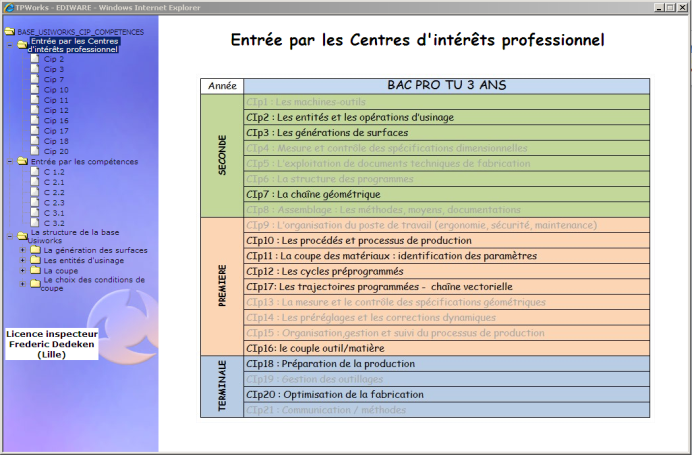 TPWorks - EDIWARE - Windows Internet Explorer
BASE_USIWORKS_CIP_COMPETENCES
Entrée par les Centres
d'intérêts professionnel
Cip 2
Cip 3
Cip 7
Cip 10
Cip 11
Cip 12
Cip 16
Cip 17
Cip 18
Cip 20
Entrée par les compétences
C 1.2
C 2.1
C 2.2
C 2.3
C 3.1
C 3.2
La structure de la base
Usiworks
La génération des surfaces
Les entités d'usinage
La coupe
Le choix des conditions de
coupe
Licence inspecteur
Frederic Dedeken
(Lille)
Entrée par les Centres d'intérêts professionnel
Année
BAC PRO TU 3 ANS
SECONDE
CIp1 : Les machines-outils
CIp2 : Les entités et les opérations d'usinage
CIp3 : Les générations de surfaces
CIp4 : Mesure et contrôle des spécifications dimensionnelles
CIp5 : L'exploitation de documents techniques de fabrication
CIp6 : La structure des programmes
CIp7 : La chaîne géométrique
CIp8 : Assemblage : Les méthodes, moyens, documentations
PREMIERE
CIp9 : L'organisation du poste de travail (ergonomie, sécurité, maintenance)
CIp10 : Les procédés et processus de production
CIp11 : La coupe des matériaux : identification des paramètres
CIp12 : Les cycles préprogrammés
CIp17: Les trajectoires programmées - chaîne vectorielle
CIp13: La mesure et le contrôle des spécifications géométriques
CIp14 : Les préréglages et les corrections dynamiques
CIp15 : Organisation,gestion et suivi du processus de production
CIp16: le couple outil/matière
TERMINALE
CIp18 : Préparation de la production
CIp19 : Gestion des outillages
CIp20 : Optimisation de la fabrication
CIp21 : Communication / méthodes